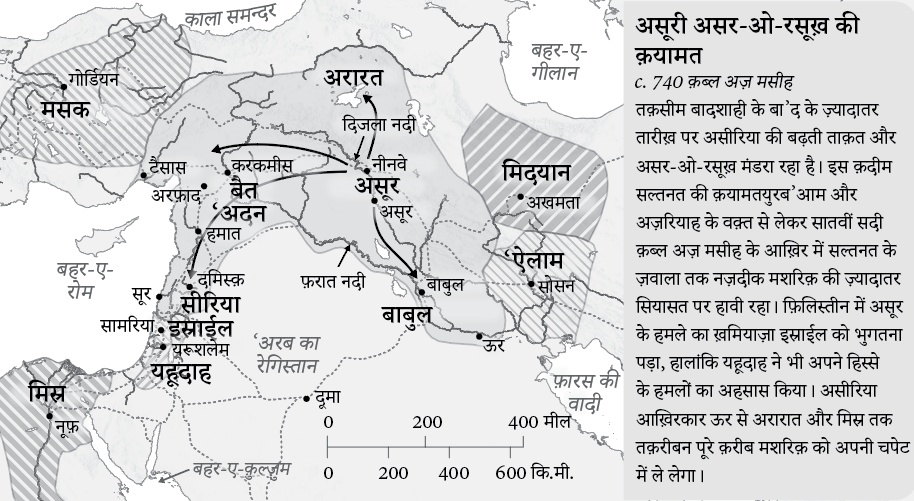 काला समन्दर
बहर-ए-
गीलान
गोर्डियन
मसक
अरारत
दिजला नदी
टैसास
करकमीस
नीनवे
अरफ़ाद
बैत
‘अदन
असूर
असूर
मिदयान
अखमता
हमात
बहर-ए-
रोम
फ़रात नदी
‘ऐलाम
सोसन
दमिस्क़
सूर
सीरिया
बाबुल
बाबुल
सामरिया
इस्राईल
यरूशलेम
यहूदाह
‘अरब का
रेगिस्तान
ऊर
मिस्र
नूफ़
दूमा
फ़ारस की
वादी
0 200 400 मील
0 200 400 600 कि.मी.
बहर-ए-क़ुल्ज़ुम
असूरी असर-ओ-रसूख़ की
क़यामत
c. 740 क़ब्ल अज़ मसीह
तक़सीम बादशाही के बा’द के ज़्यादातर
तारीख़ पर असीरिया की बढ़ती ताक़त और
असर-ओ-रसूख़ मंडरा रहा है। इस क़दीम
सल्तनत की क़यामतयुरब’आम और
अज़रियाह के वक़्त से लेकर सातवीं सदी
क़ब्ल अज़ मसीह के आख़िर में सल्तनत के
ज़वाला तक नज़दीक मशरिक़ की ज़्यादातर
सियासत पर हावी रहा। फ़िलिस्तीन में असूर
के हमले का ख़मियाज़ा इस्राईल को भुगतना
पड़ा, हालांकि यहूदाह ने भी अपने हिस्से
के हमलों का अहसास किया। असीरिया
आख़िरकार ऊर से अरारात और मिस्र तक
तक़रीबन पूरे क़रीब मशरिक़ को अपनी चपेट
में ले लेगा।